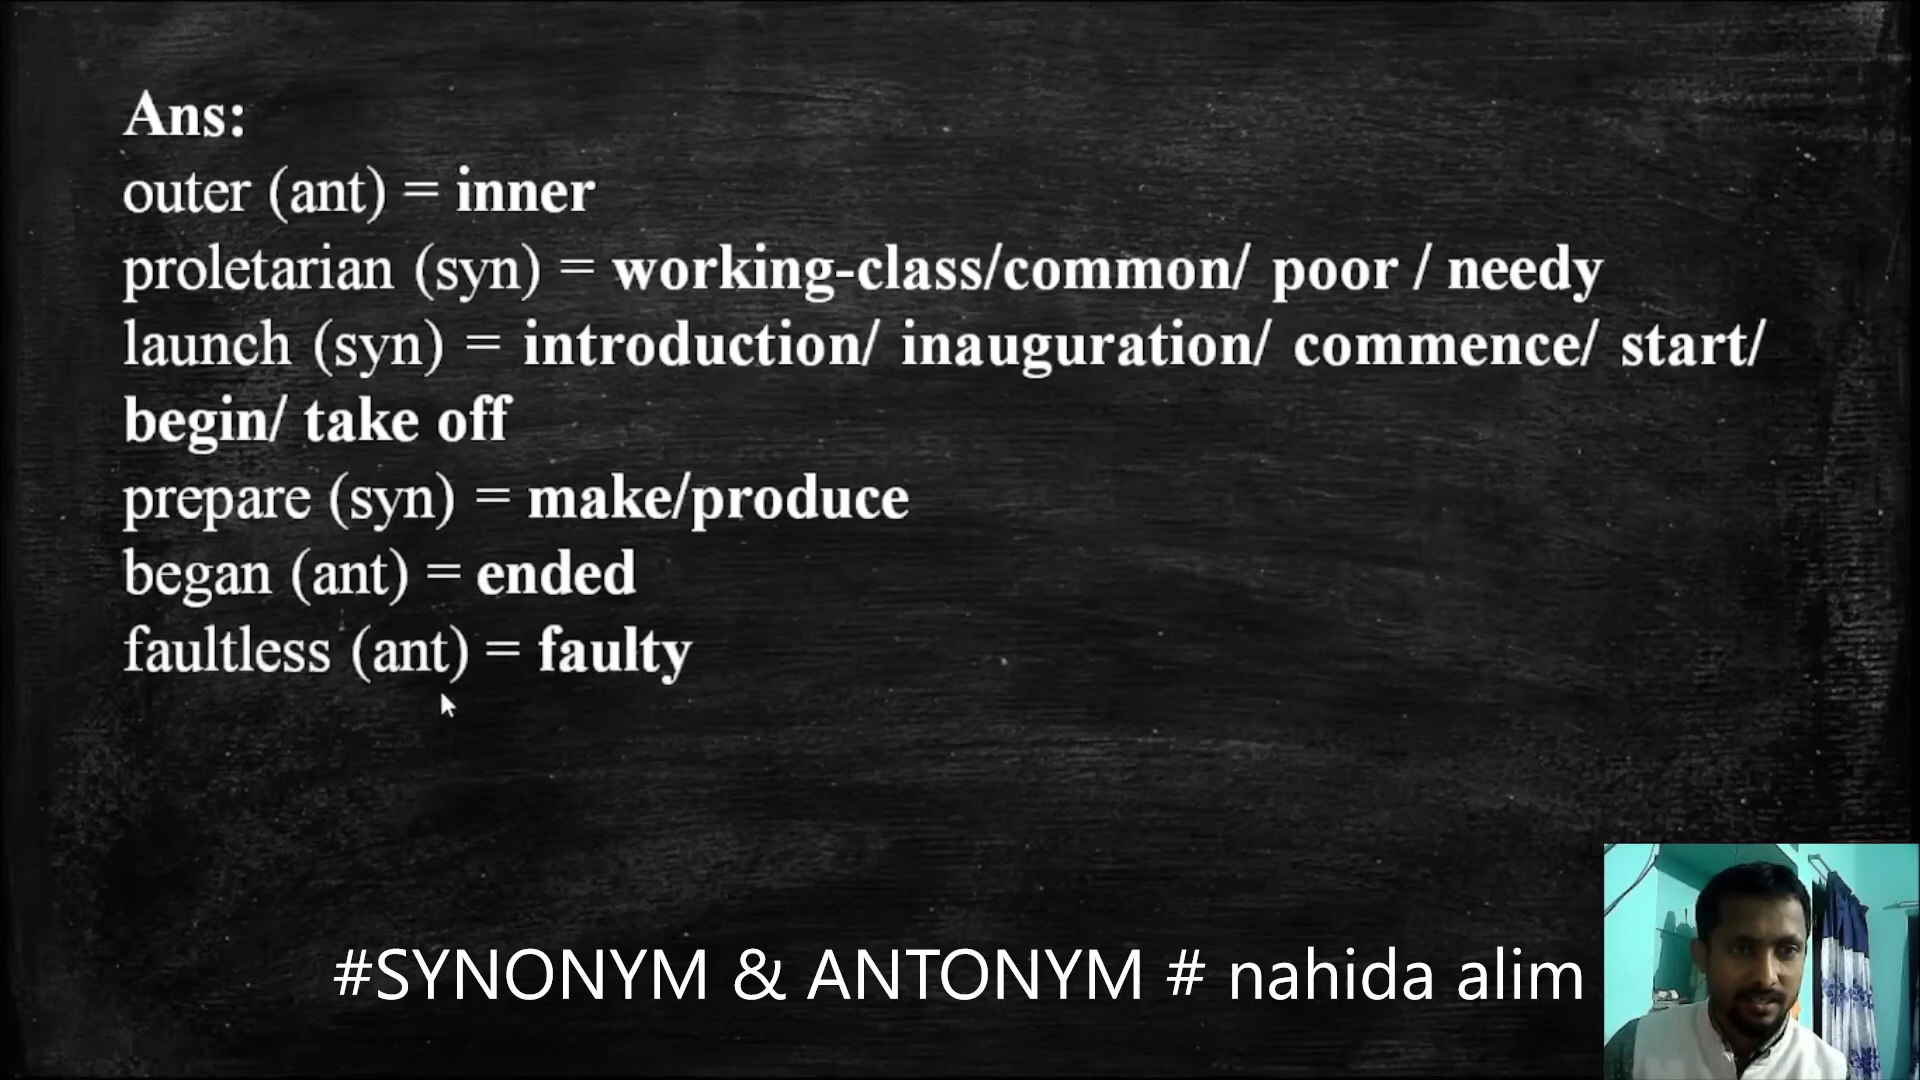 Ans:
outer (ant) = inner
proletarian (syn) = working-class/common/ poor / needy
launch (syn) = introduction/ inauguration/ commence/ start/
begin/ take off
prepare (syn) = make/produce
began (ant) = ended
faultless (ant) = faulty
#SYNONYM & ANTONYM # nahida alim